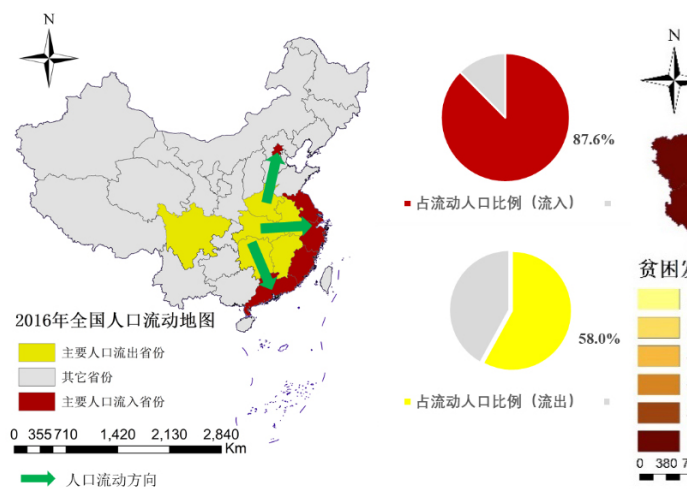 N
2016年全国人口流动地图
主要人口流出省份
其它省份
主要人口流入省份
0 355710 1,420 2,130 2,840
Km
人口流动方向
87.6%
占流动人口比例（流入）
58.0%
占流动人口比例（流出）
N
贫困
0 380